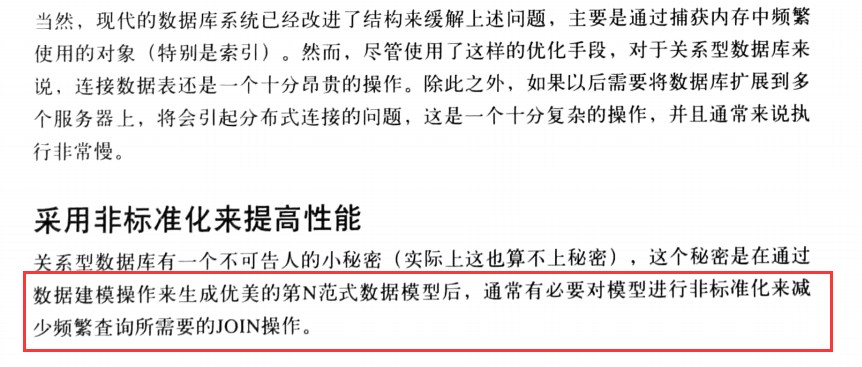 当然，现代的数据库系统已经改进了结构来缓解上述问题，主要是通过捕获内存中频繁
使用的对象（特别是索引）。然而，尽管使用了这样的优化手段，对于关系型数据库来
说，连接数据表还是一个十分昂贵的操作。除此之外，如果以后需要将数据库扩展到多
个服务器上，将会引起分布式连接的问题，这是一个十分复杂的操作，并且通常来说执
行非常慢。
采用非标准化来提高性能
关系型数据库有一个不可告人的小秘密（实际上这也算不上秘密），这个秘密是在通过
数据建模操作来生成优美的第N范式数据模型后，通常有必要对模型进行非标准化来减
少频繁查询所需要的JOIN操作。